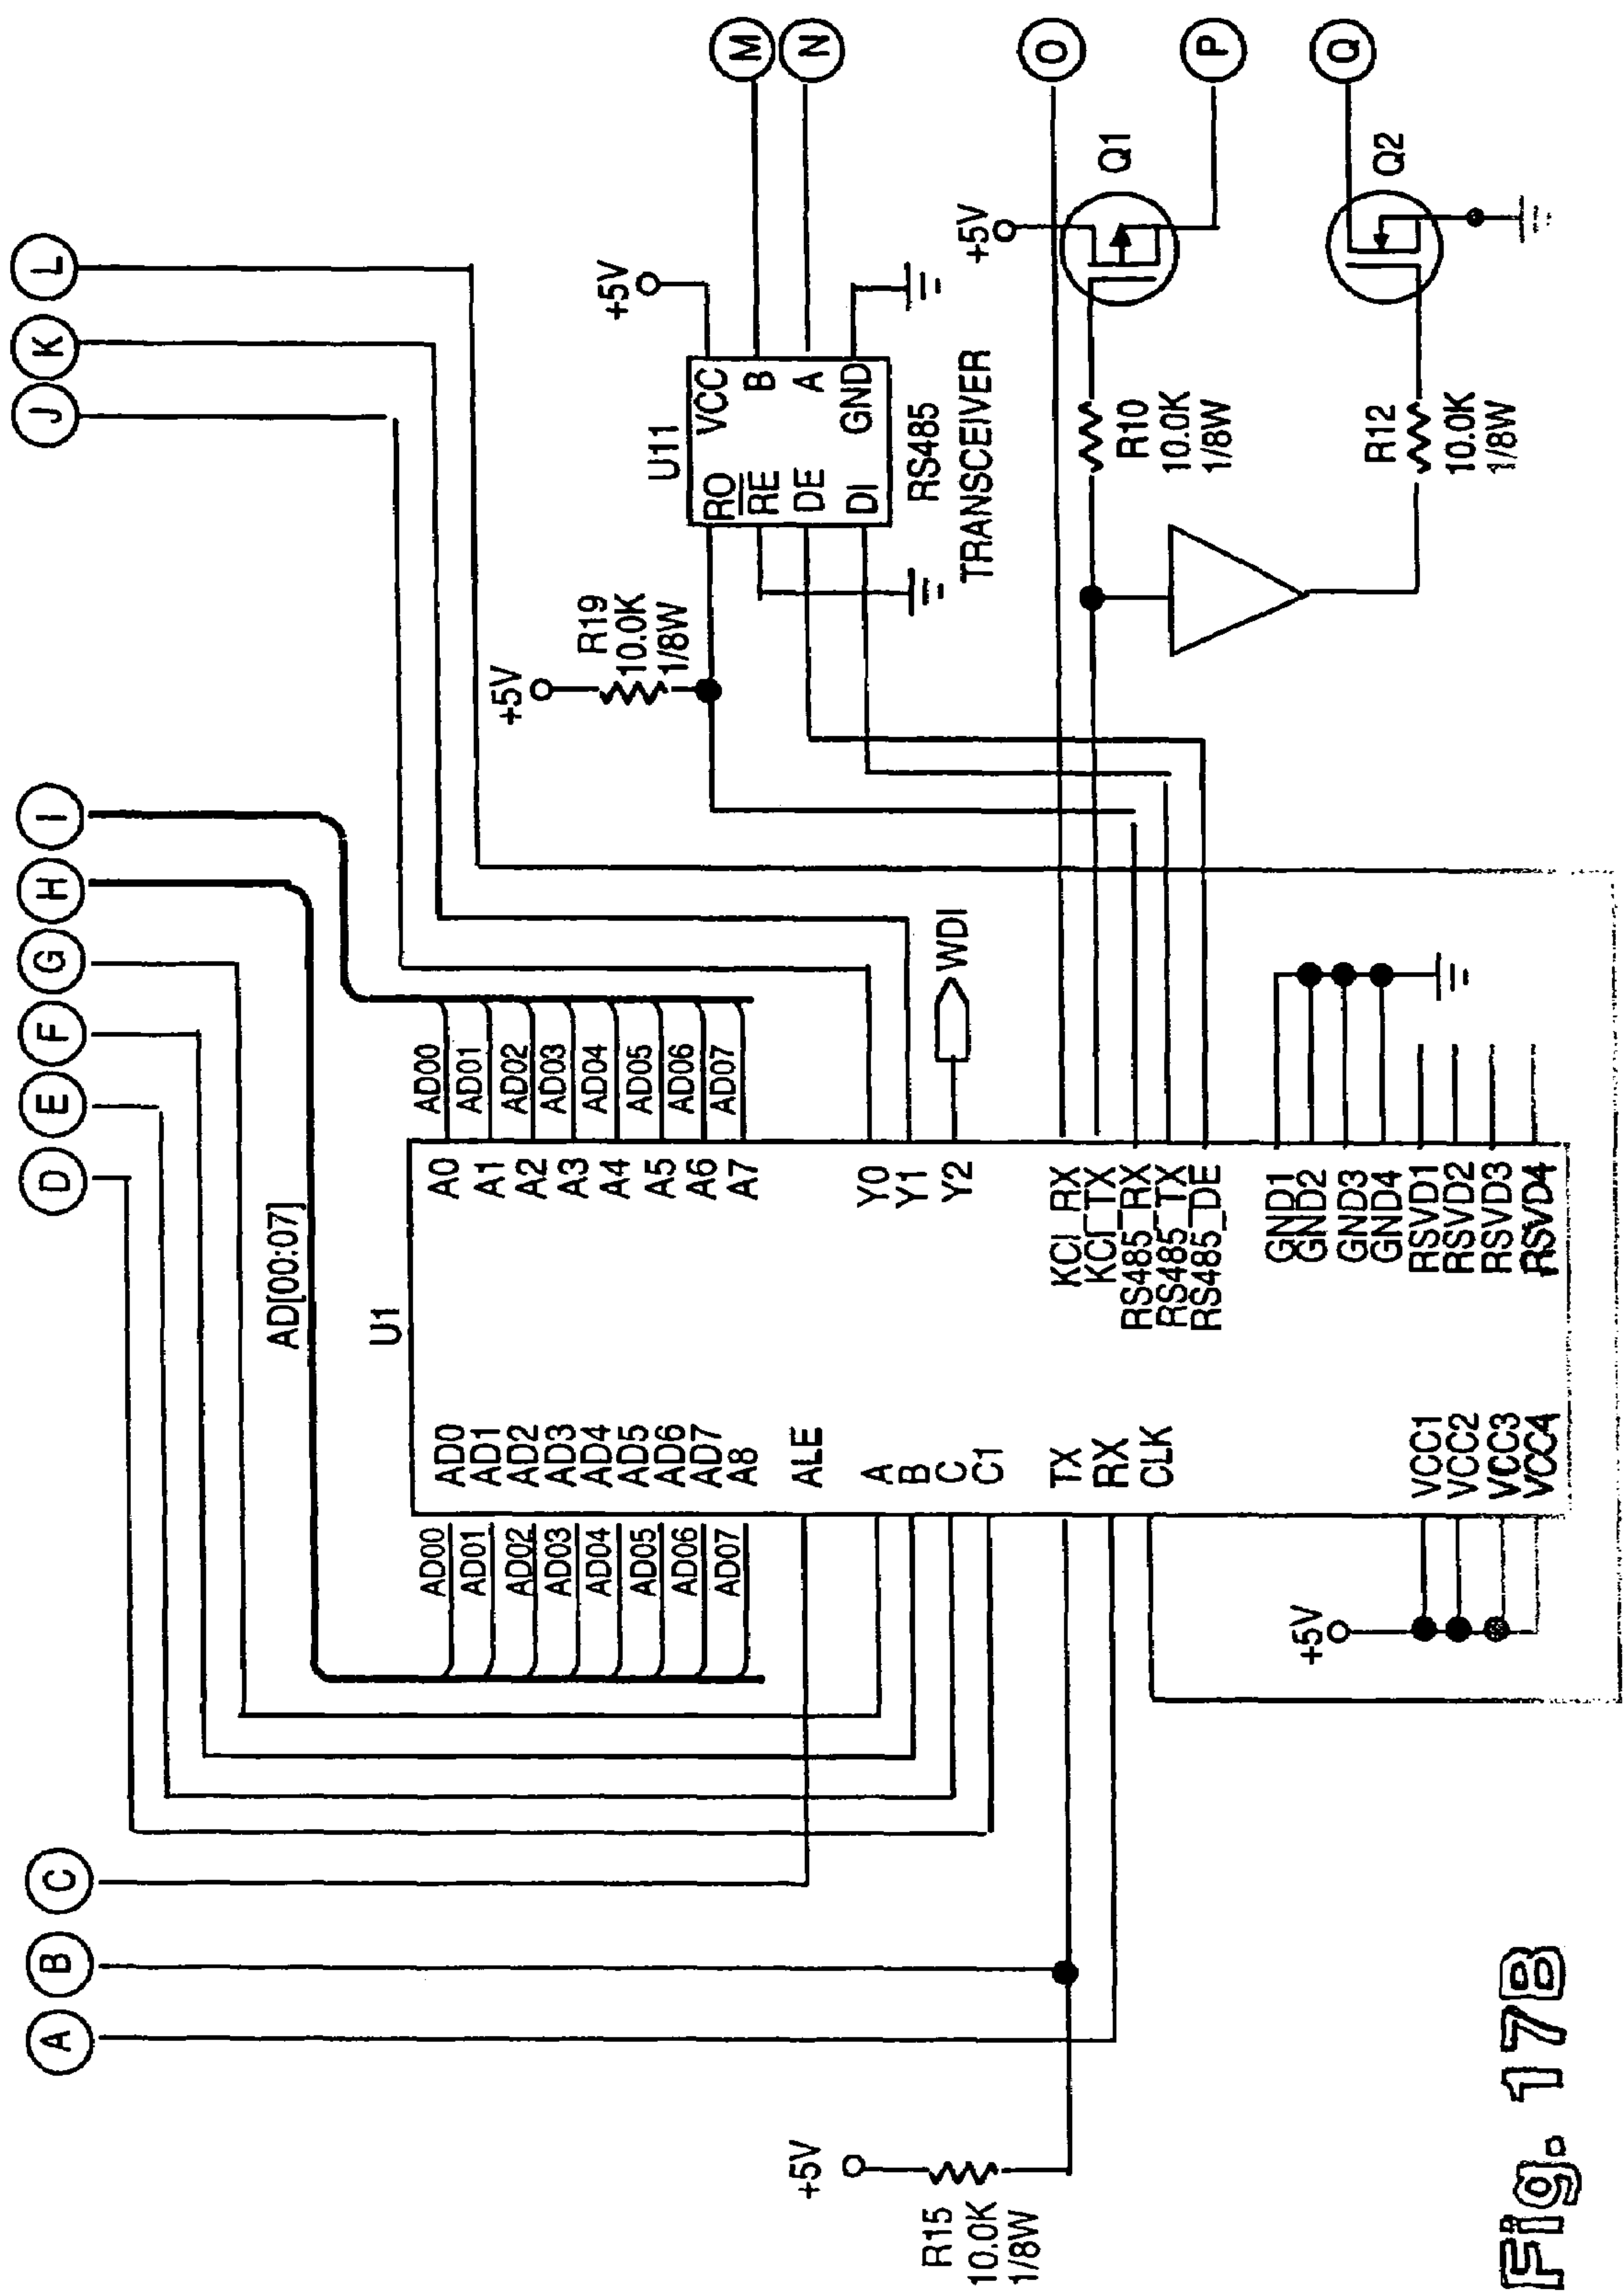 A
B
C
D
E
F
G
H
I
J
K
L
AD[00:07]
U1
AD00
AD01
AD02
AD03
AD04
AD05
AD06
AD07
AD0
AD1
AD2
AD3
AD4
AD5
AD6
AD7
A8
ALE
A
B
C
C1
TX
RX
CLK
VCC1
VCC2
VCC3
VCC4
+5V
A0
A1
A2
A3
A4
A5
A6
A7
Y0
Y1
Y2
KCI_RX
KCI_TX
RS485_RX
RS485_TX
RS485_DE
GND1
GND2
GND3
GND4
RSVD1
RSVD2
RSVD3
RSVD4
AD00
AD01
AD02
AD03
AD04
AD05
AD06
AD07
WDI
+5V
R19
10.0K
1/8W
+5V
U11
RO
RE
DE
DI
VCC
B
A
GND
RS485
TRANSCEIVER
M
N
O
P
Q
+5V
Q1
R10
10.0K
1/8W
Q2
R12
10.0K
1/8W
+5V
R15
10.0K
1/8W
Fig. 17B